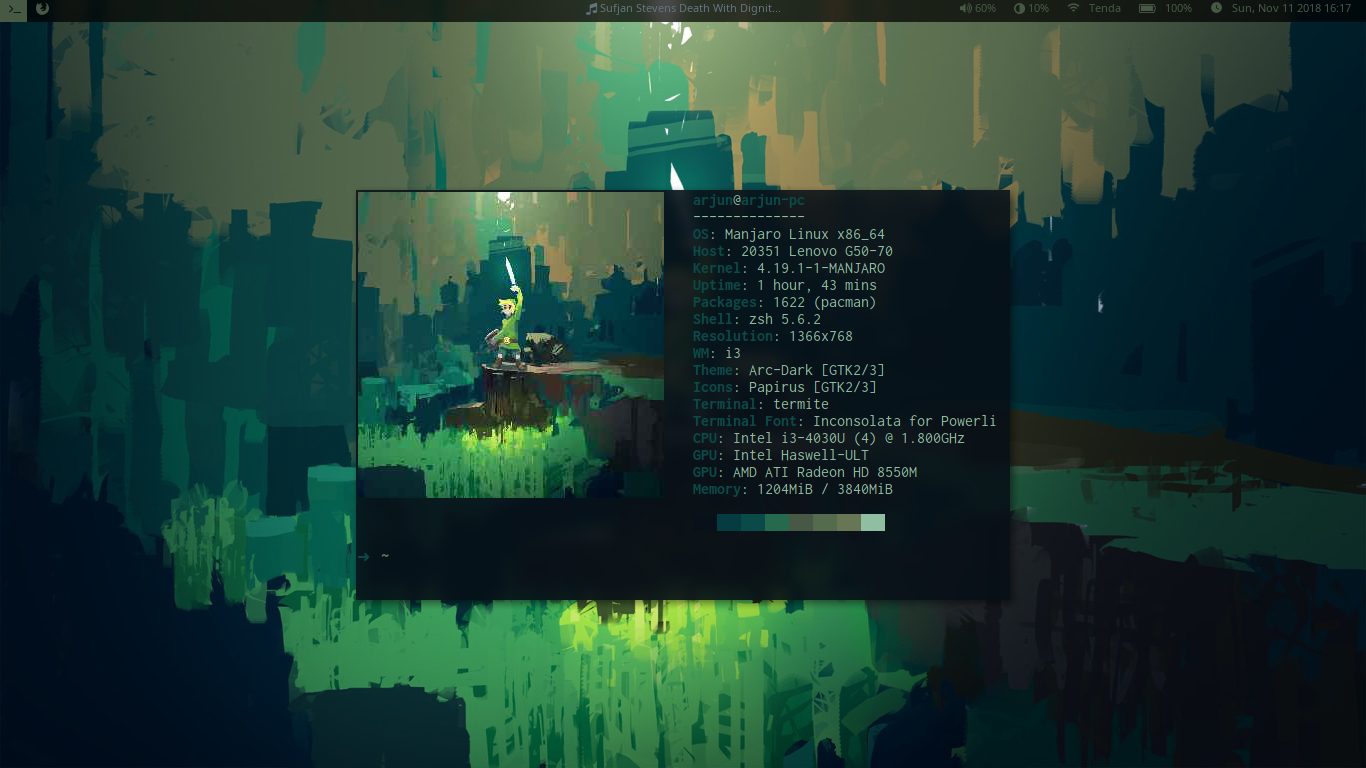 >_ Sufjan Stevens Death With Dignit... 60% 10% Tenda 100% Sun, Nov 11 2018 16:17
arjun@arjun-pc
--------------
OS: Manjaro Linux x86_64
Host: 20351 Lenovo G50-70
Kernel: 4.19.1-1-MANJARO
Uptime: 1 hour, 43 mins
Packages: 1622 (pacman)
Shell: zsh 5.6.2
Resolution: 1366x768
WM: i3
Theme: Arc-Dark [GTK2/3]
Icons: Papirus [GTK2/3]
Terminal: termite
Terminal Font: Inconsolata for Powerli
CPU: Intel i3-4030U (4) @ 1.800GHz
GPU: Intel Haswell-ULT
GPU: AMD ATI Radeon HD 8550M
Memory: 1204MiB / 3840MiB
➜ ~